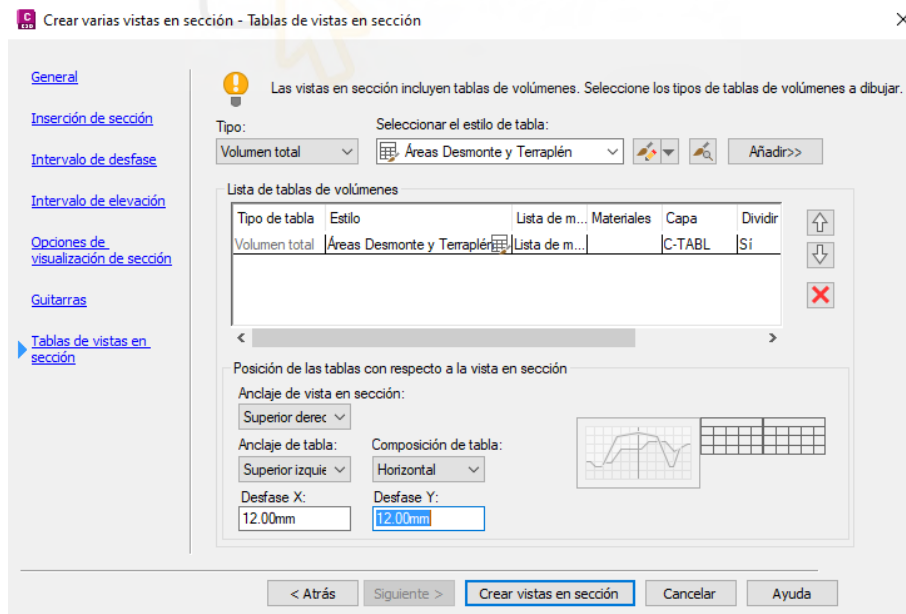 Crear varias vistas en sección - Tablas de vistas en sección
General
Inserción de sección
Intervalo de desfase
Intervalo de elevación
Opciones de
visualización de sección
Guitarras
Tablas de vistas en
sección
Las vistas en sección incluyen tablas de volúmenes. Seleccione los tipos de tablas de volúmenes a dibujar.
Tipo: Seleccionar el estilo de tabla:
Volumen total Áreas Desmonte y Terraplén Añadir>>
Lista de tablas de volúmenes
Tipo de tabla Estilo Lista de m... Materiales Capa Dividir
Volumen total Áreas Desmonte y Terraplén Lista de m... C-TABL Sí
Posición de las tablas con respecto a la vista en sección
Anclaje de vista en sección:
Superior derec
Anclaje de tabla: Composición de tabla:
Superior izquie Horizontal
Desfase X: Desfase Y:
12.00mm 12.00mm
< Atrás Siguiente > Crear vistas en sección Cancelar Ayuda